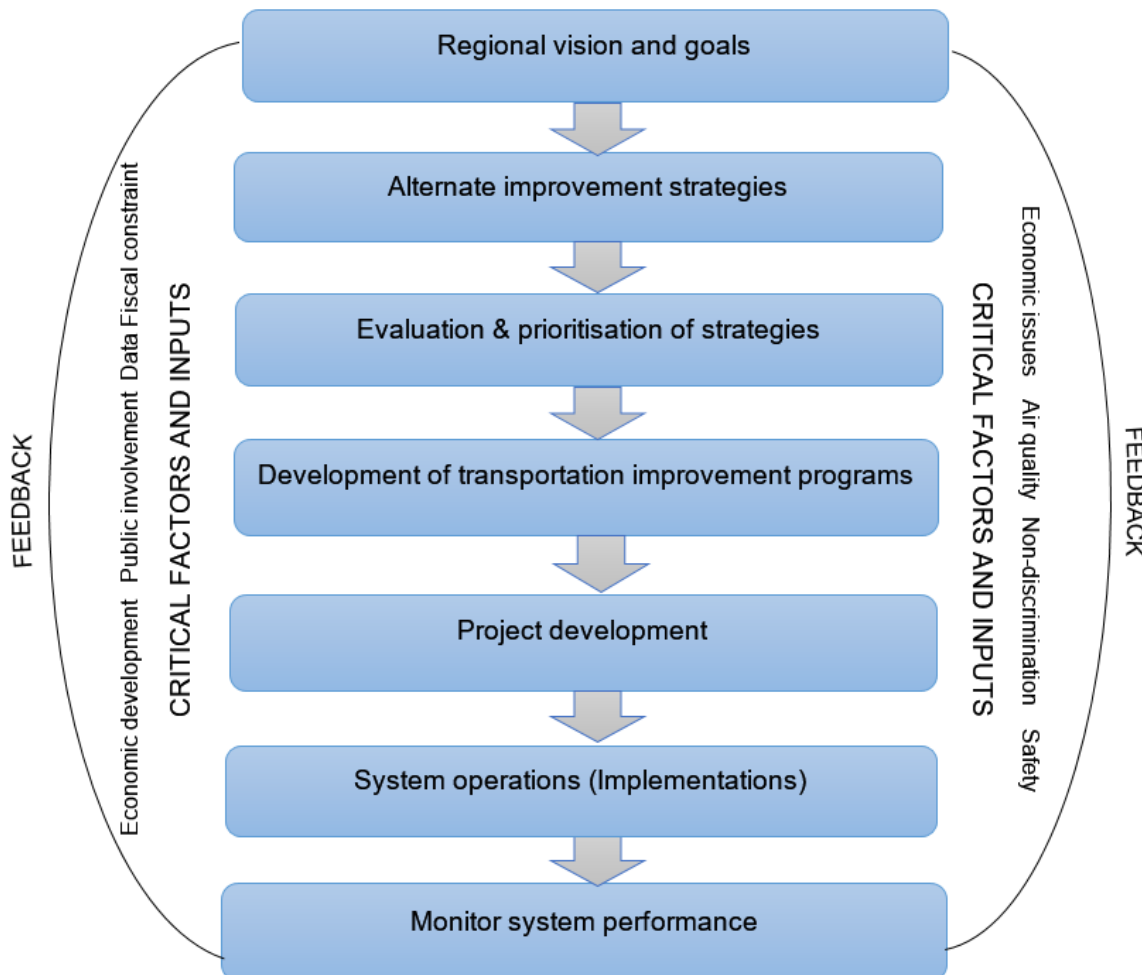 Regional vision and goals
Alternate improvement strategies
Evaluation & prioritisation of strategies
Development of transportation improvement programs
Project development
System operations (Implementations)
Monitor system performance
FEEDBACK
Economic development Public involvement Data Fiscal constraint
CRITICAL FACTORS AND INPUTS
CRITICAL FACTORS AND INPUTS
Economic issues Air quality Non-discrimination Safety
FEEDBACK